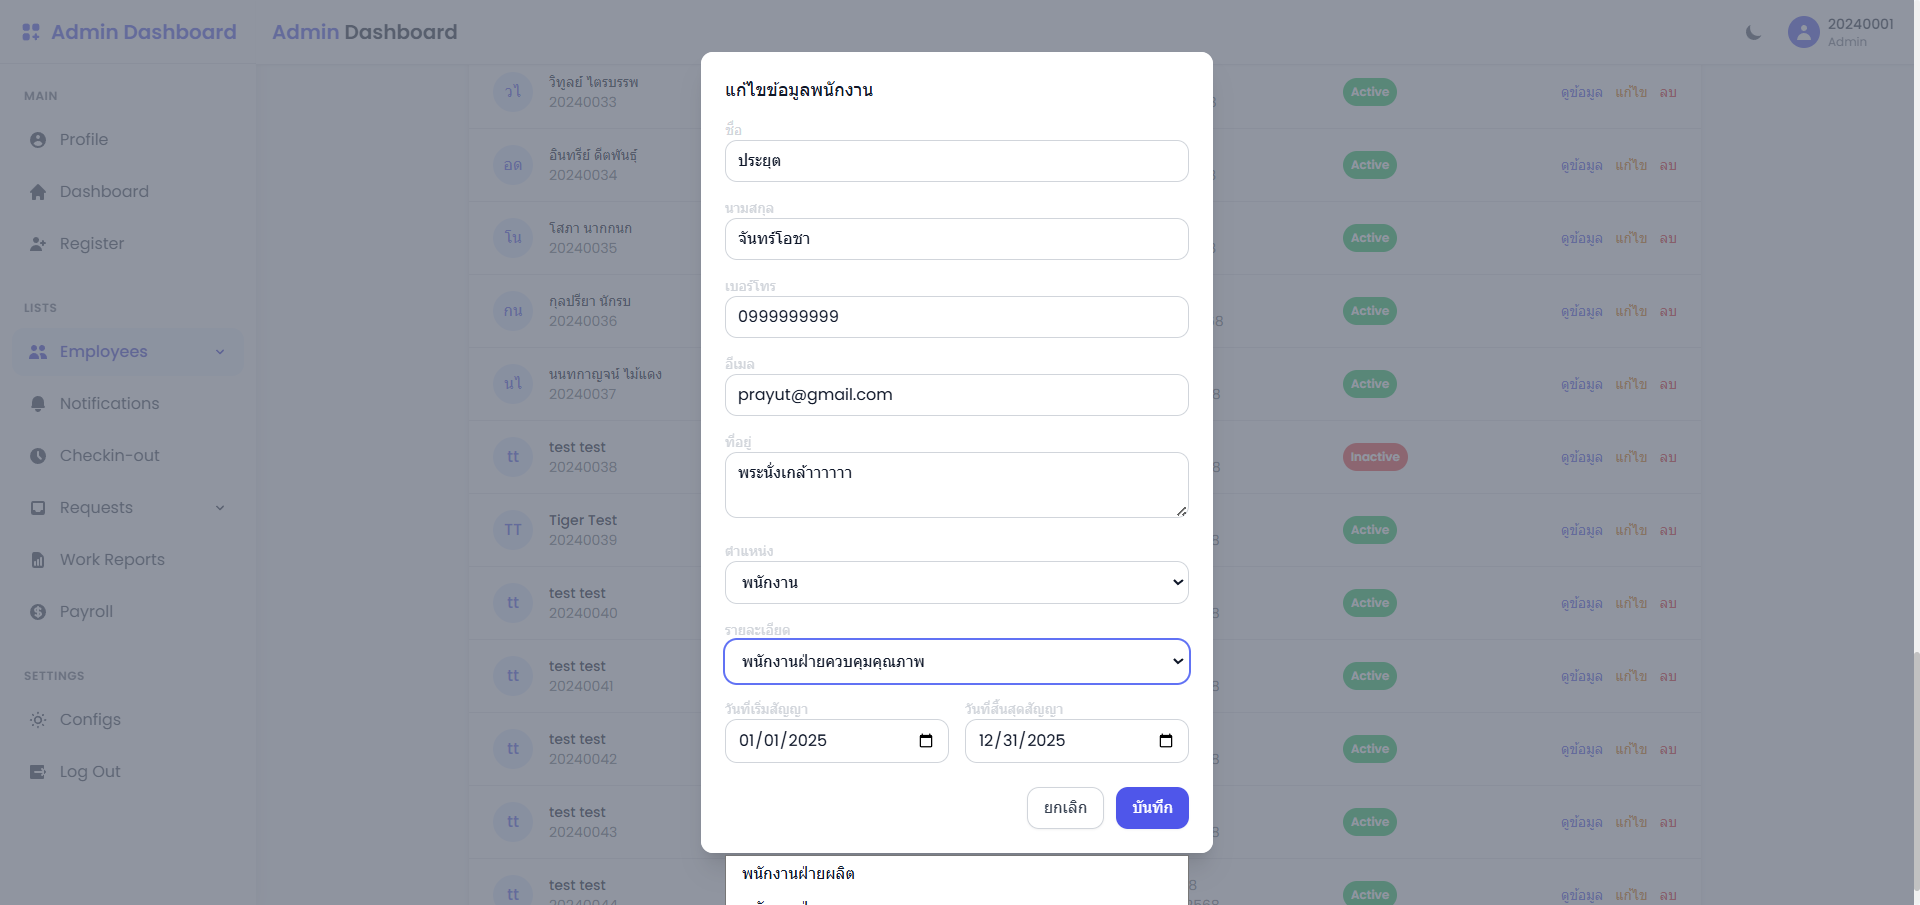 Admin Dashboard
Admin Dashboard
20240001
Admin
MAIN
Profile
Dashboard
Register
LISTS
Employees
Notifications
Checkin-out
Requests
Work Reports
Payroll
SETTINGS
Configs
Log Out
วไ
วิทูลย์ ไตรบรรพ
20240033
Active
ดูข้อมูล แก้ไข ลบ
อด
อินทรีย์ ดีตพันธุ์
20240034
Active
ดูข้อมูล แก้ไข ลบ
โน
โสภา นากกนก
20240035
Active
ดูข้อมูล แก้ไข ลบ
กน
กุลปรียา นักรบ
20240036
Active
ดูข้อมูล แก้ไข ลบ
นไ
นนทกาญจน์ ไม้แดง
20240037
Active
ดูข้อมูล แก้ไข ลบ
tt
test test
20240038
Inactive
ดูข้อมูล แก้ไข ลบ
TT
Tiger Test
20240039
Active
ดูข้อมูล แก้ไข ลบ
tt
test test
20240040
Active
ดูข้อมูล แก้ไข ลบ
tt
test test
20240041
Active
ดูข้อมูล แก้ไข ลบ
tt
test test
20240042
Active
ดูข้อมูล แก้ไข ลบ
tt
test test
20240043
Active
ดูข้อมูล แก้ไข ลบ
tt
test test
20240044
Active
ดูข้อมูล แก้ไข ลบ
แก้ไขข้อมูลพนักงาน
ชื่อ
ประยุต
นามสกุล
จันทร์โอชา
เบอร์โทร
0999999999
อีเมล
prayut@gmail.com
ที่อยู่
พระนั่งเกล้าาาาาา
ตำแหน่ง
พนักงาน
รายละเอียด
พนักงานฝ่ายควบคุมคุณภาพ
วันที่เริ่มสัญญา
01/01/2025
วันที่สิ้นสุดสัญญา
12/31/2025
ยกเลิก
บันทึก
พนักงานฝ่ายผลิต